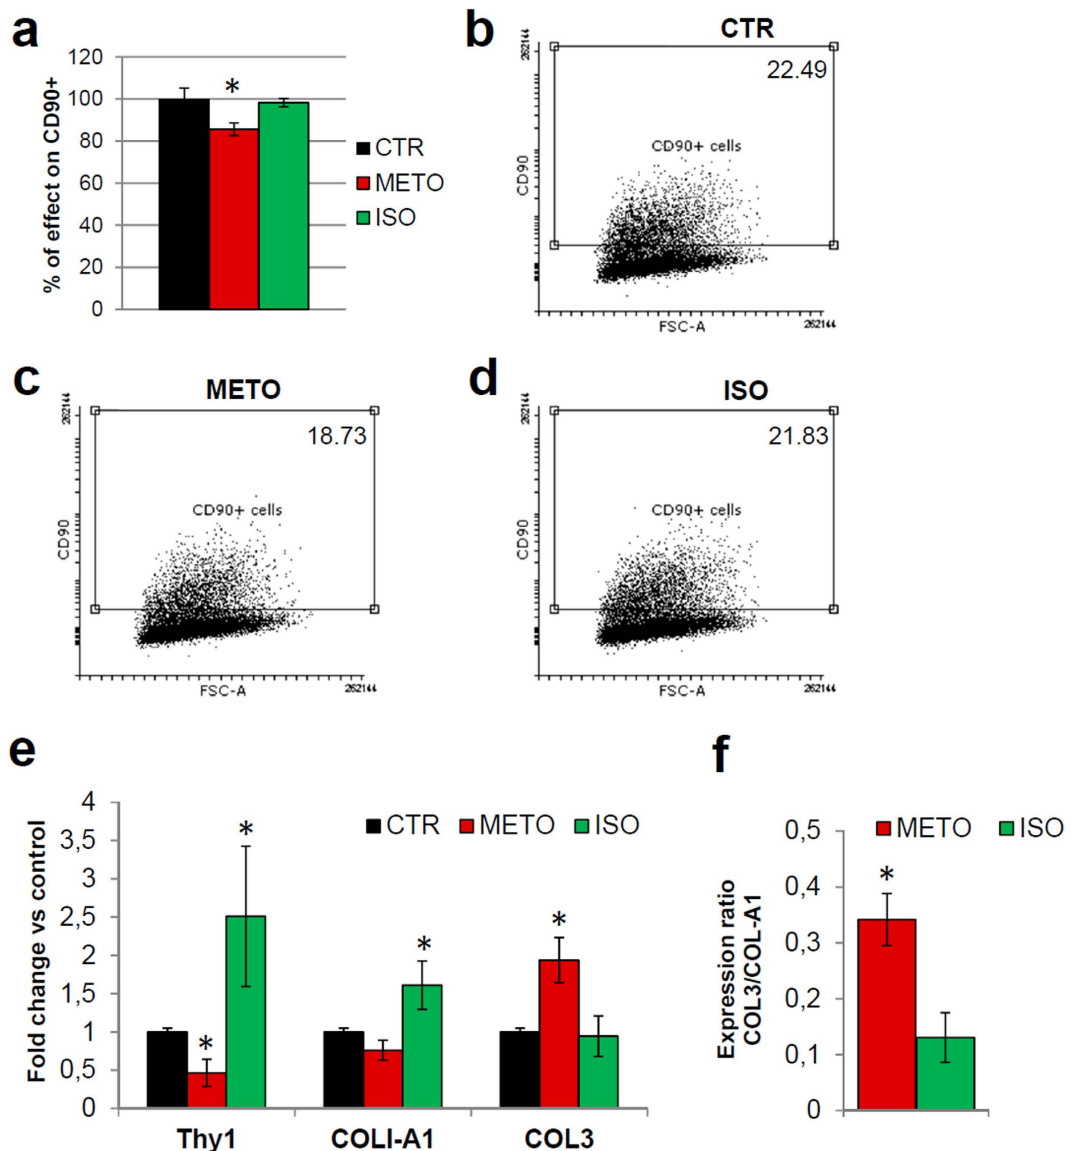 a
120
100
80
60
40
20
0
% of effect on CD90+
*
CTR
METO
ISO
b
CTR
262144
22.49
CD90+ cells
CD90
FSC-A
262144
c
METO
262144
18.73
CD90+ cells
CD90
FSC-A
262144
d
ISO
262144
21.83
CD90+ cells
CD90
FSC-A
262144
e
Fold change vs control
4
3,5
3
2,5
2
1,5
1
0,5
0
CTR METO ISO
*
*
*
*
Thy1 COLI-A1 COL3
f
Expression ratio
COL3/COL-A1
0,5
0,4
0,3
0,2
0,1
0
METO ISO
*